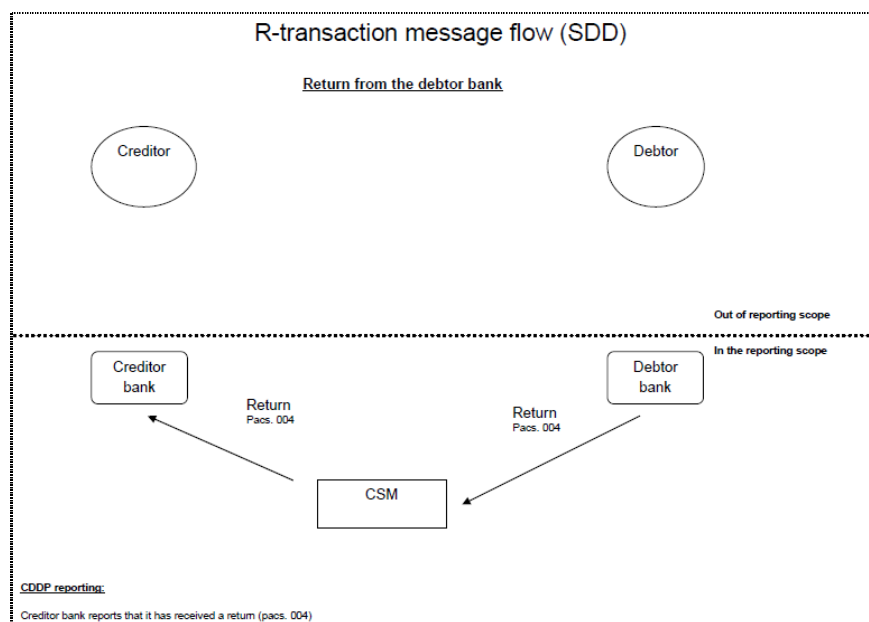 R-transaction message flow (SDD)
Return from the debtor bank
Creditor
Debtor
Out of reporting scope
In the reporting scope
Creditor
bank
Debtor
bank
Return
Pacs. 004
Return
Pacs. 004
CSM
CDDP reporting:
Creditor bank reports that it has received a return (pacs. 004)